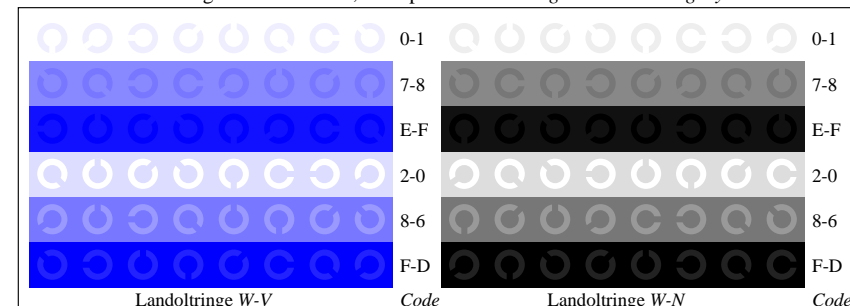 0-1 0-1
7-8 7-8
E-F E-F
2-0 2-0
8-6 8-6
F-D F-D
Landoltringe W-V Code Landoltringe W-N Code